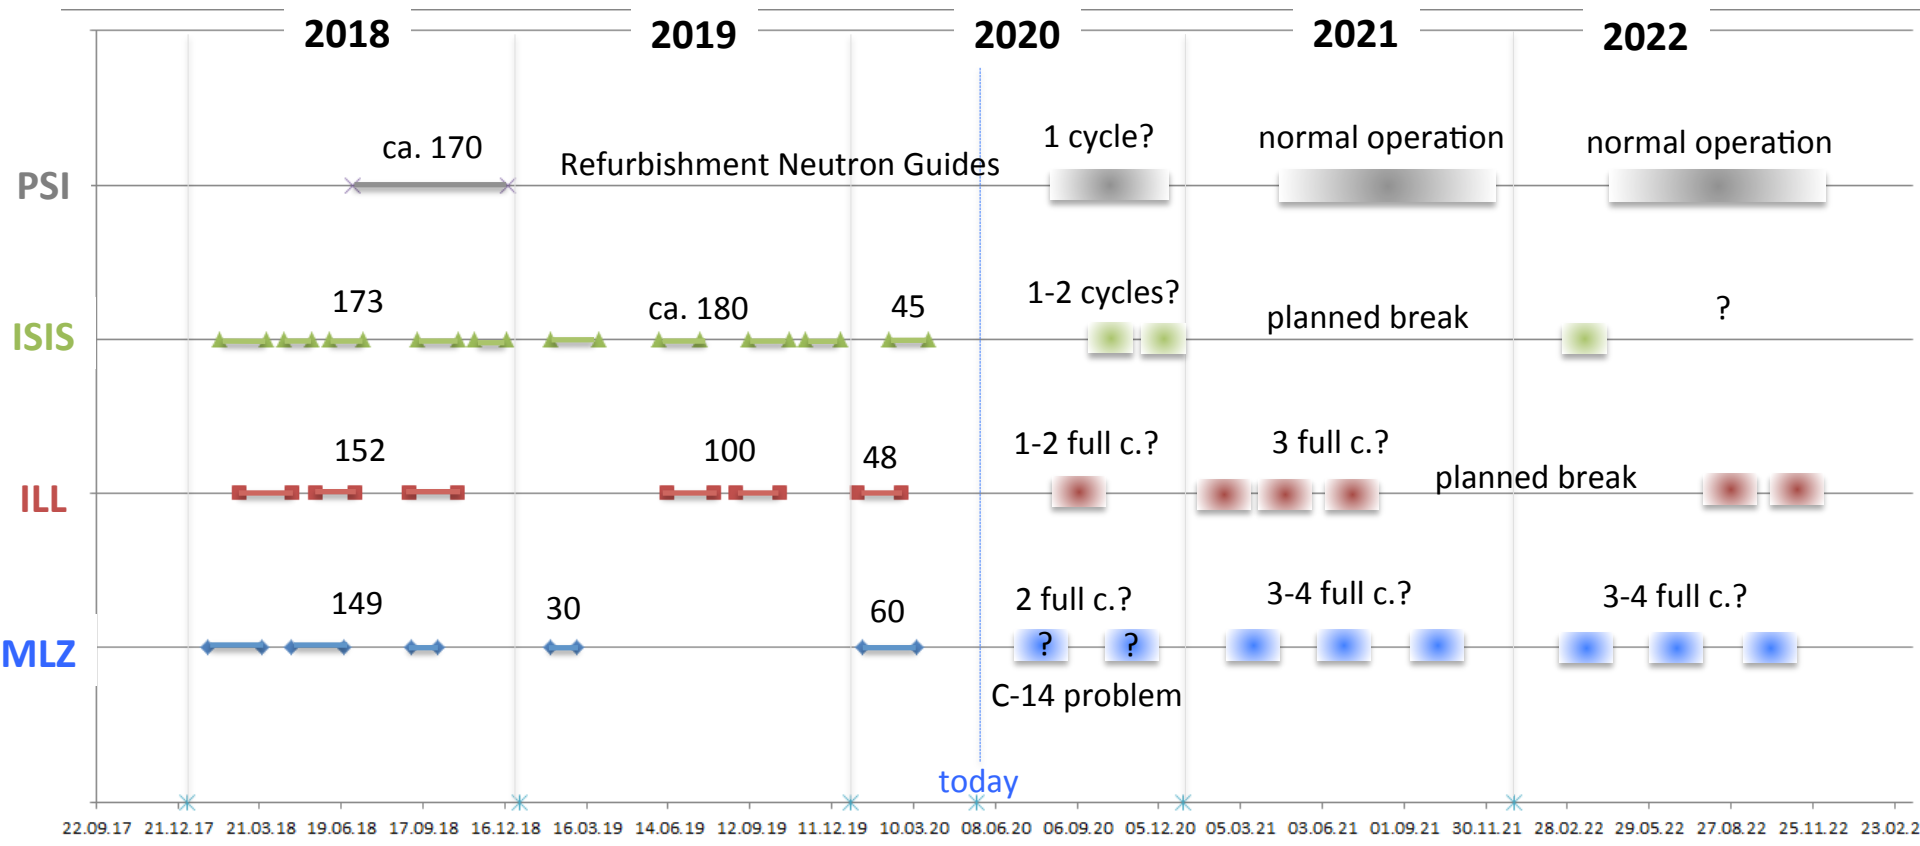 2018 2019 2020 2021 2022
PSI ca. 170 Refurbishment Neutron Guides 1 cycle? normal operation normal operation
ISIS 173 ca. 180 45 1-2 cycles? planned break ?
ILL 152 100 48 1-2 full c.? 3 full c.? planned break
MLZ 149 30 60 2 full c.? 3-4 full c.? 3-4 full c.?
? ?
C-14 problem
today
22.09.17 21.12.17 21.03.18 19.06.18 17.09.18 16.12.18 16.03.19 14.06.19 12.09.19 11.12.19 10.03.20 08.06.20 06.09.20 05.12.20 05.03.21 03.06.21 01.09.21 30.11.21 28.02.22 29.05.22 27.08.22 25.11.22 23.02.2